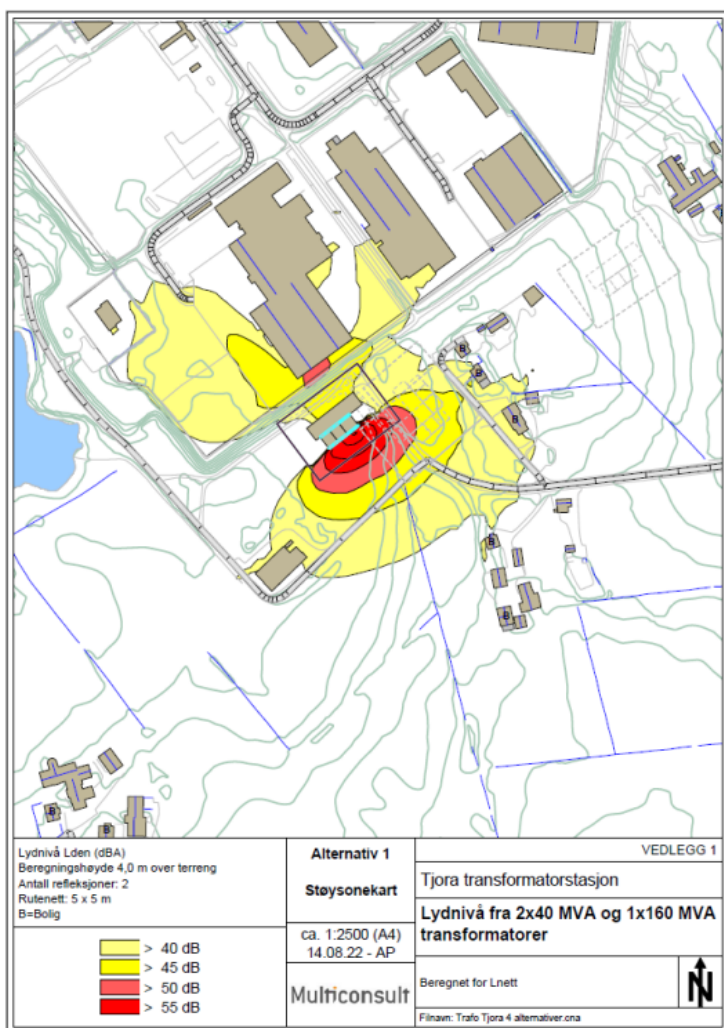 B
B
B
B
B
B
B
Lydnivå Lden (dBA)
Beregningshøyde 4,0 m over terreng
Antall refleksjoner: 2
Rutenett: 5 x 5 m
B=Bolig
> 40 dB
> 45 dB
> 50 dB
> 55 dB
Alternativ 1
Støysonekart
ca. 1:2500 (A4)
14.08.22 - AP
Multiconsult
VEDLEGG 1
Tjora transformatorstasjon
Lydnivå fra 2x40 MVA og 1x160 MVA
transformatorer
Beregnet for Lnett
N
Filnavn: Trafo Tjora 4 alternativer.cna